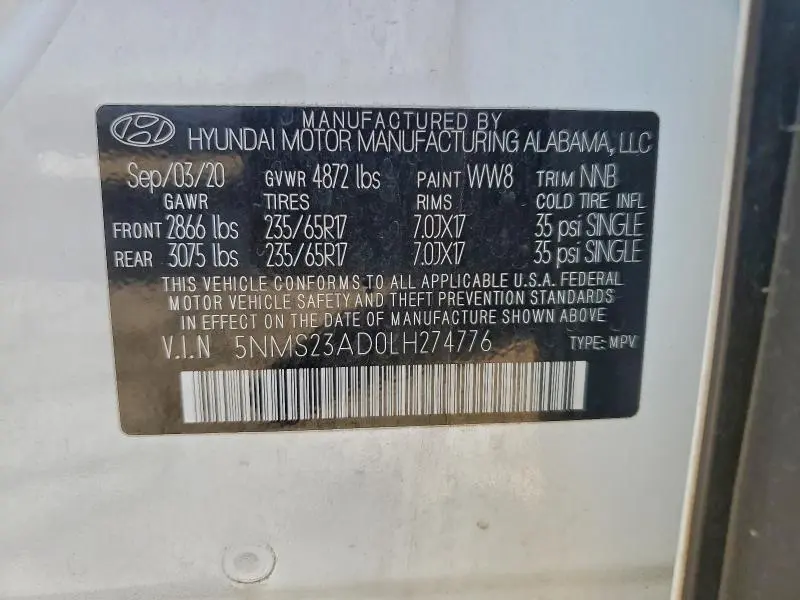 MANUFACTURED BY
HYUNDAI MOTOR MANUFACTURING ALABAMA, LLC
Sep/03/20 GVWR 4872 lbs PAINT WW8 TRIM NNB
GAWR TIRES RIMS COLD TIRE INFL
FRONT 2866 lbs 235/65R17 7.0JX17 35 psi SINGLE
REAR 3075 lbs 235/65R17 7.0JX17 35 psi SINGLE
THIS VEHICLE CONFORMS TO ALL APPLICABLE U.S.A. FEDERAL
MOTOR VEHICLE SAFETY AND THEFT PREVENTION STANDARDS
IN EFFECT ON THE DATE OF MANUFACTURE SHOWN ABOVE
V.I.N 5NMS23AD0LH274776 TYPE: MPV